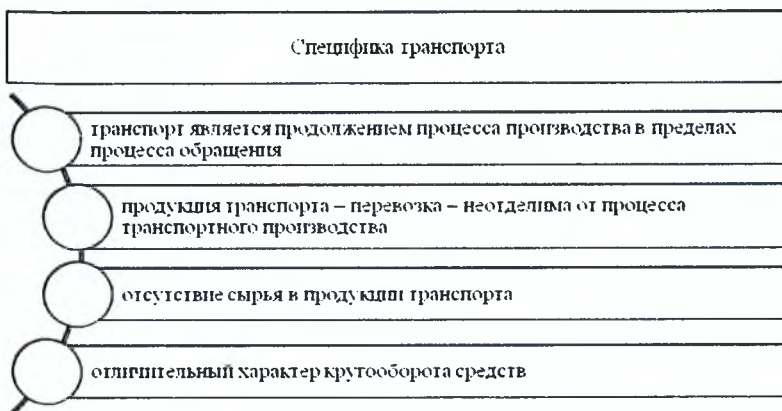 Специфика транспорта
транспорт является продолжением процесса производства в пределах
процесса обращения
продукция транспорта – перевозка – неотделима от процесса
транспортного производства
отсутствие сырья в продукции транспорта
отличительный характер крутооборота средств